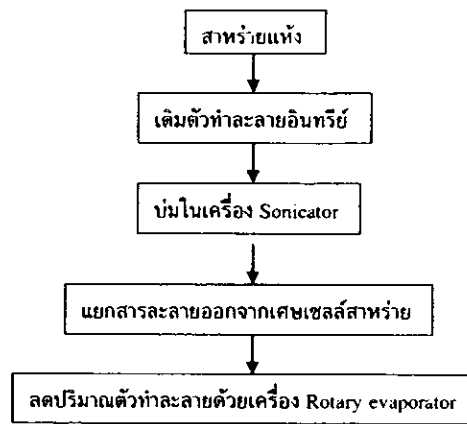 สาหร่ายแห้ง
เติมตัวทำละลายอินทรีย์
บ่มในเครื่อง Sonicator
แยกสารละลายออกจากเศษเซลล์สาหร่าย
ลดปริมาณตัวทำละลายด้วยเครื่อง Rotary evaporator